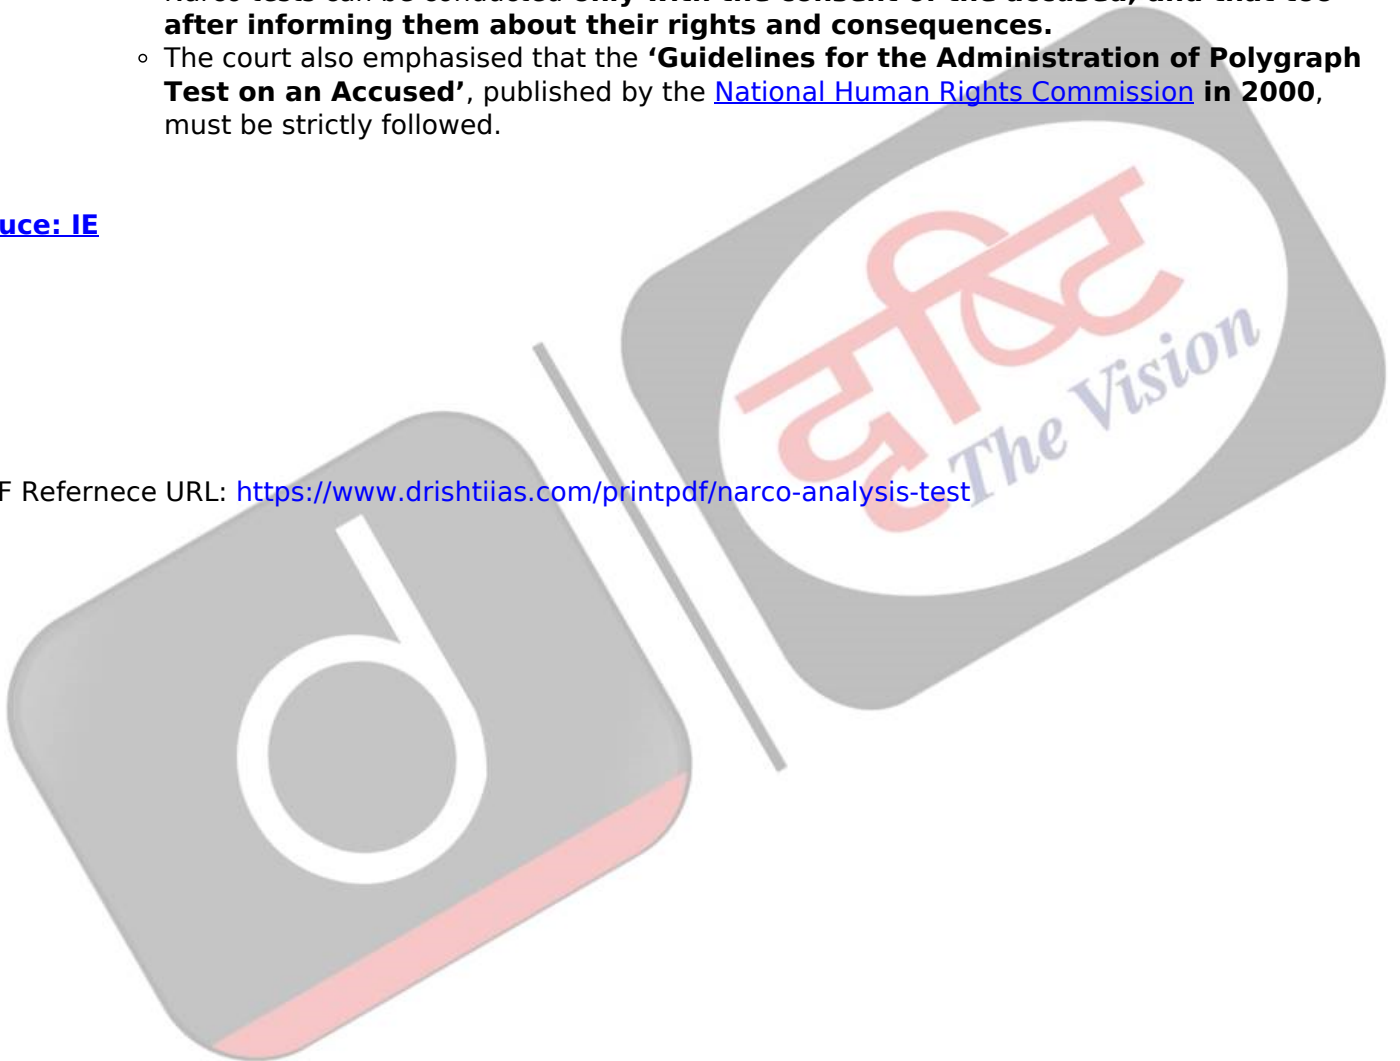 after informing them about their rights and consequences.
The court also emphasised that the ‘Guidelines for the Administration of Polygraph
Test on an Accused’, published by the National Human Rights Commission in 2000,
must be strictly followed.
uce: IE
F Refernece URL: https://www.drishtiias.com/printpdf/narco-analysis-test
दृष्टि
The Vision
d